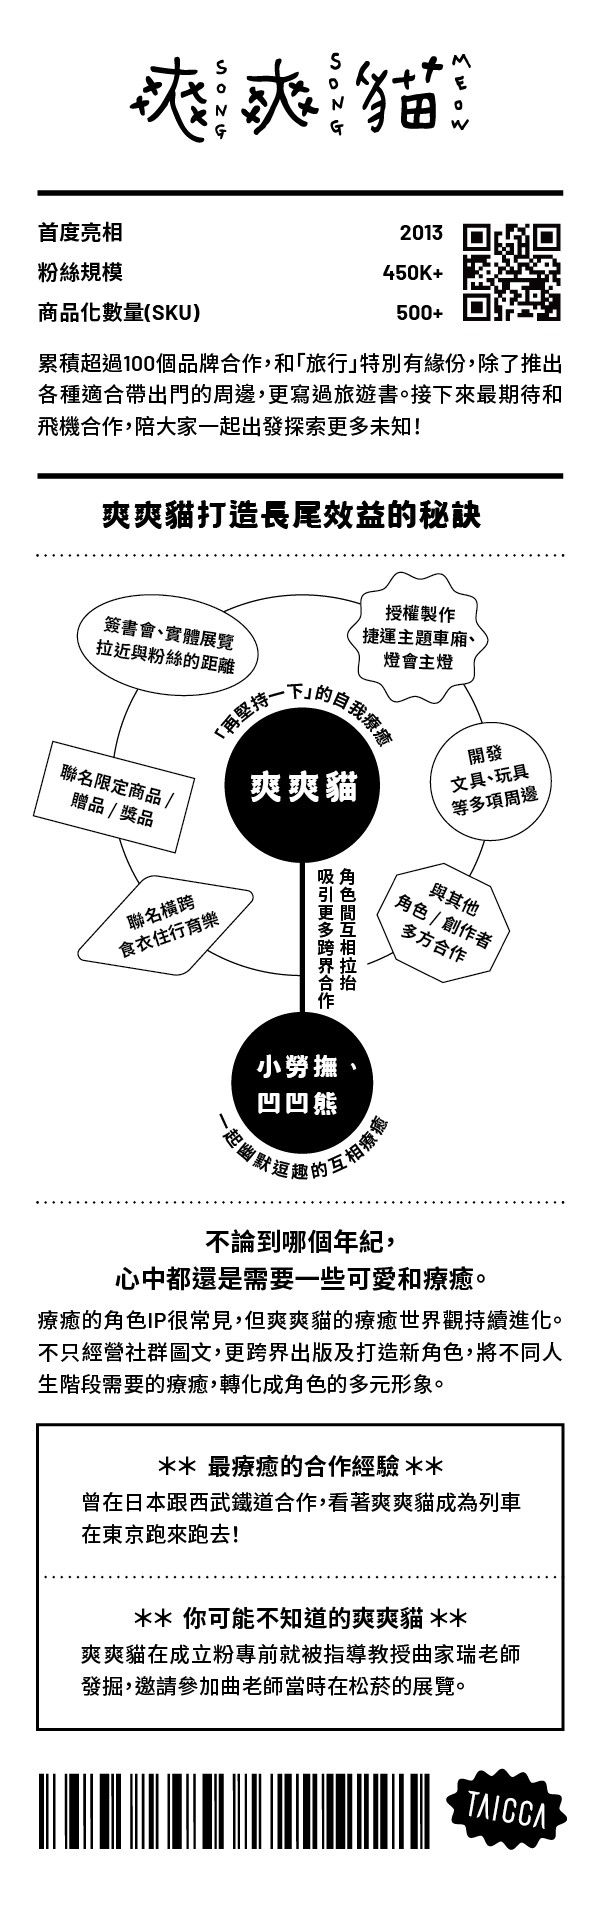 爽 SONG 爽 SONG 貓 MEOW
首度亮相 2013
粉絲規模 450K+
商品化數量(SKU) 500+
累積超過100個品牌合作,和「旅行」特別有緣份,除了推出
各種適合帶出門的周邊,更寫過旅遊書。接下來最期待和
飛機合作,陪大家一起出發探索更多未知!
爽爽貓打造長尾效益的秘訣
簽書會、實體展覽
拉近與粉絲的距離
授權製作
捷運主題車廂、
燈會主燈
「再堅持一下」的自我療癒
爽爽貓
聯名限定商品 /
贈品 / 獎品
開發
文具、玩具
等多項周邊
聯名橫跨
食衣住行育樂
角色間互相拉抬
吸引更多跨界合作
與其他
角色 / 創作者
多方合作
小勞撫、
凹凹熊
一起幽默逗趣的互相療癒
不論到哪個年紀,
心中都還是需要一些可愛和療癒。
療癒的角色IP很常見,但爽爽貓的療癒世界觀持續進化。
不只經營社群圖文,更跨界出版及打造新角色,將不同人
生階段需要的療癒,轉化成角色的多元形象。
** 最療癒的合作經驗 **
曾在日本跟西武鐵道合作,看著爽爽貓成為列車
在東京跑來跑去!
** 你可能不知道的爽爽貓 **
爽爽貓在成立粉專前就被指導教授曲家瑞老師
發掘,邀請參加曲老師當時在松菸的展覽。
TAICCA